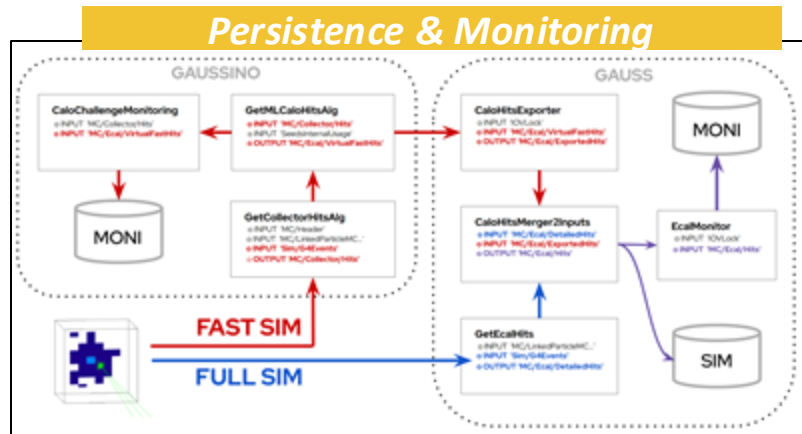 Persistence & Monitoring
GAUSSINO
GAUSS
CaloChallengeMonitoring
INPUT 'MC/Collector/Hits'
INPUT 'MC/Ecal/VirtualFastHits'
GetMLCaloHitsAlg
INPUT 'MC/Collector/Hits'
INPUT 'SeedsInternalUsage'
OUTPUT 'MC/Ecal/VirtualFastHits'
CaloHitsExporter
INPUT 'IOVLock'
INPUT 'MC/Ecal/VirtualFastHits'
OUTPUT 'MC/Ecal/ExportedHits'
MONI
MONI
GetCollectorHitsAlg
INPUT 'MC/Header'
INPUT 'MC/LinkedParticleMC...'
INPUT 'Sim/G4Events'
OUTPUT 'MC/Collector/Hits'
CaloHitsMerger2Inputs
INPUT 'MC/Ecal/DetailedHits'
INPUT 'MC/Ecal/ExportedHits'
OUTPUT 'MC/Ecal/Hits'
EcalMonitor
INPUT 'IOVLock'
INPUT 'MC/Ecal/Hits'
FAST SIM
FULL SIM
GetEcalHits
INPUT 'MC/LinkedParticleMC...'
INPUT 'Sim/G4Events'
OUTPUT 'MC/Ecal/DetailedHits'
SIM